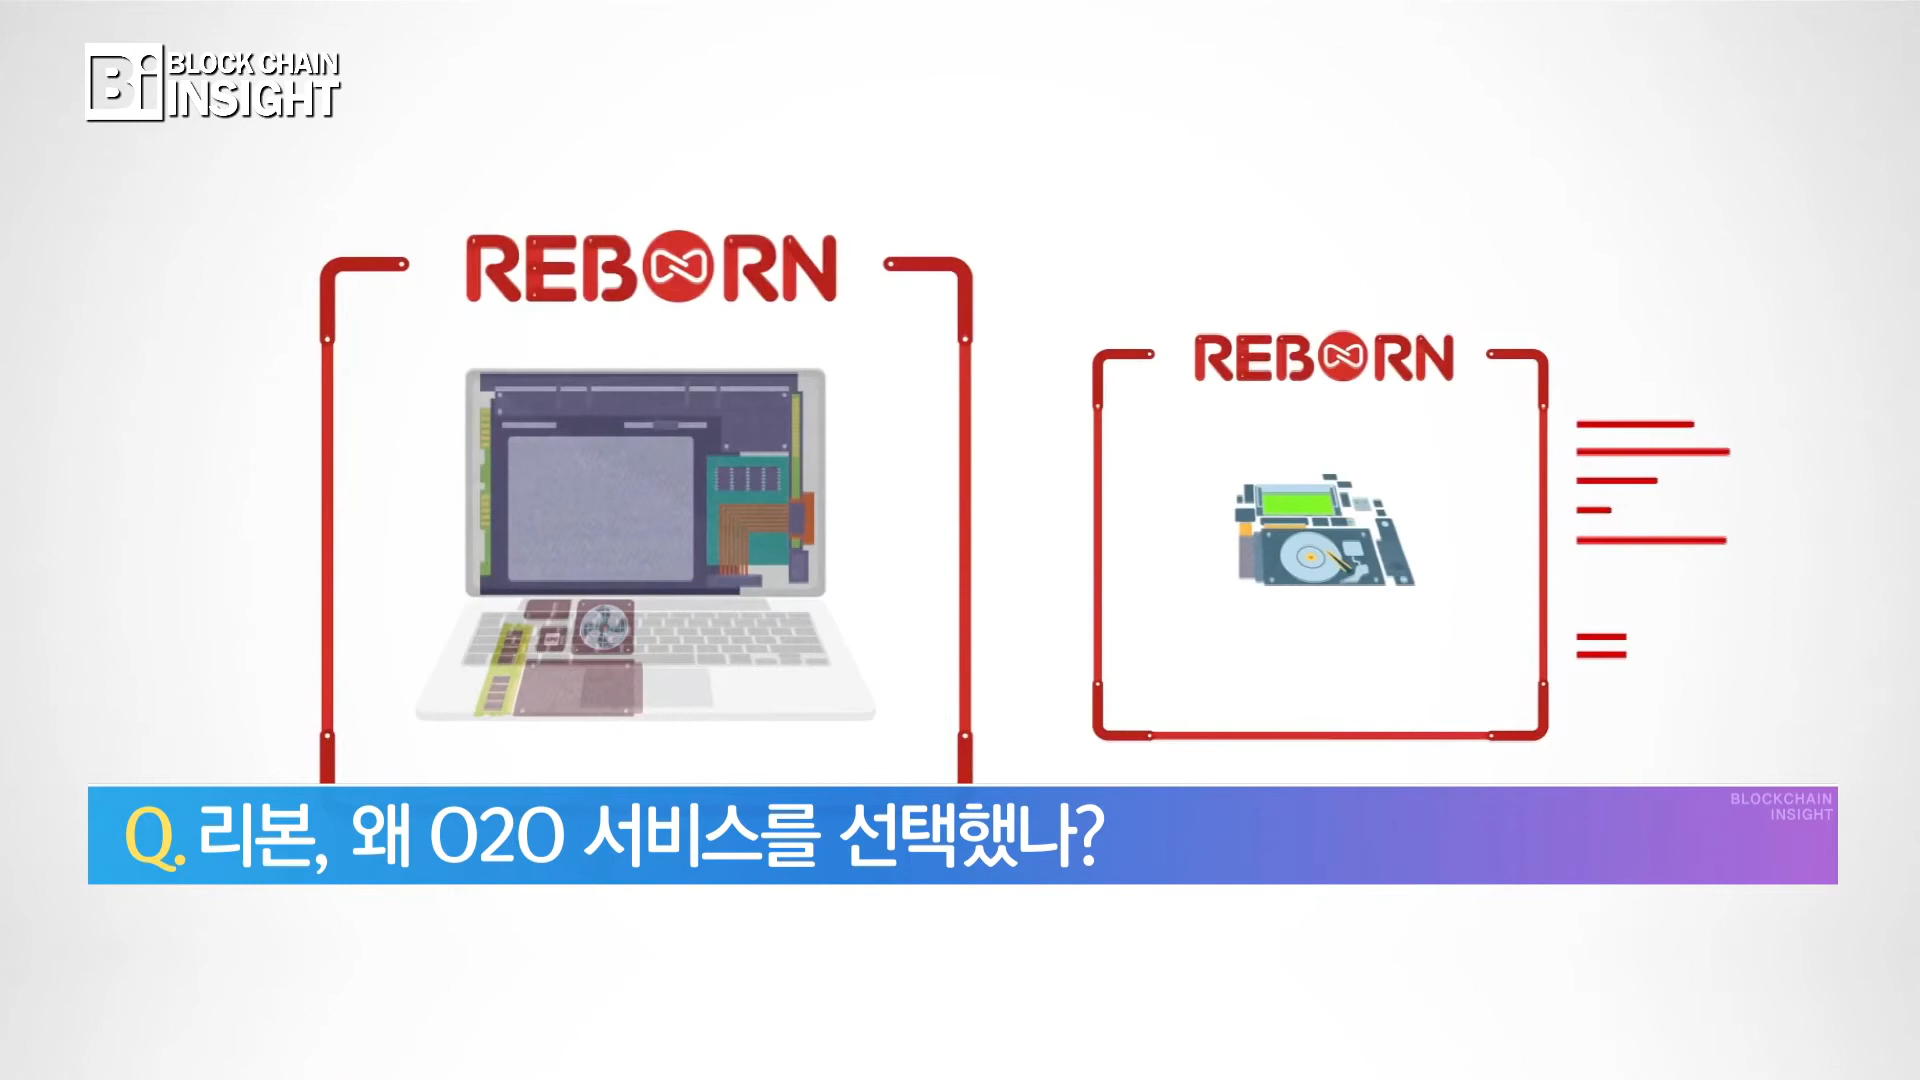 Bi BLOCK CHAIN
INSIGHT
REBORN
REBORN
Q. 리본, 왜 O2O 서비스를 선택했나?
BLOCKCHAIN
INSIGHT